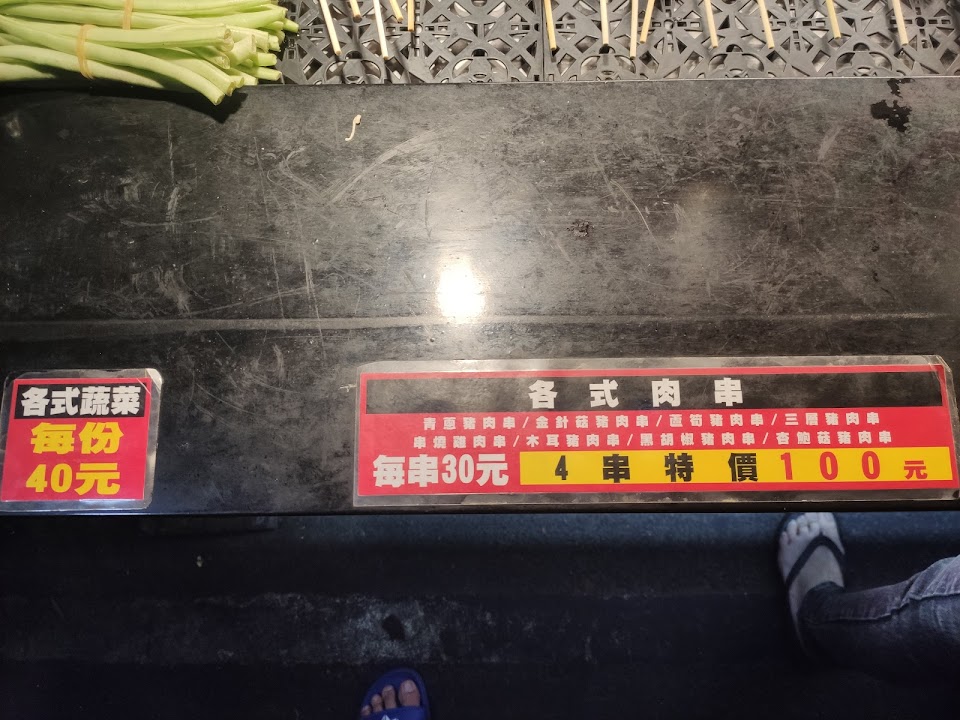 各式蔬菜
每份
40元
各式肉串
青蔥豬肉串/金針菇豬肉串/蘆筍豬肉串/三層豬肉串
串燒雞肉串/木耳豬肉串/黑胡椒豬肉串/杏鮑菇豬肉串
每串30元 4串特價100元